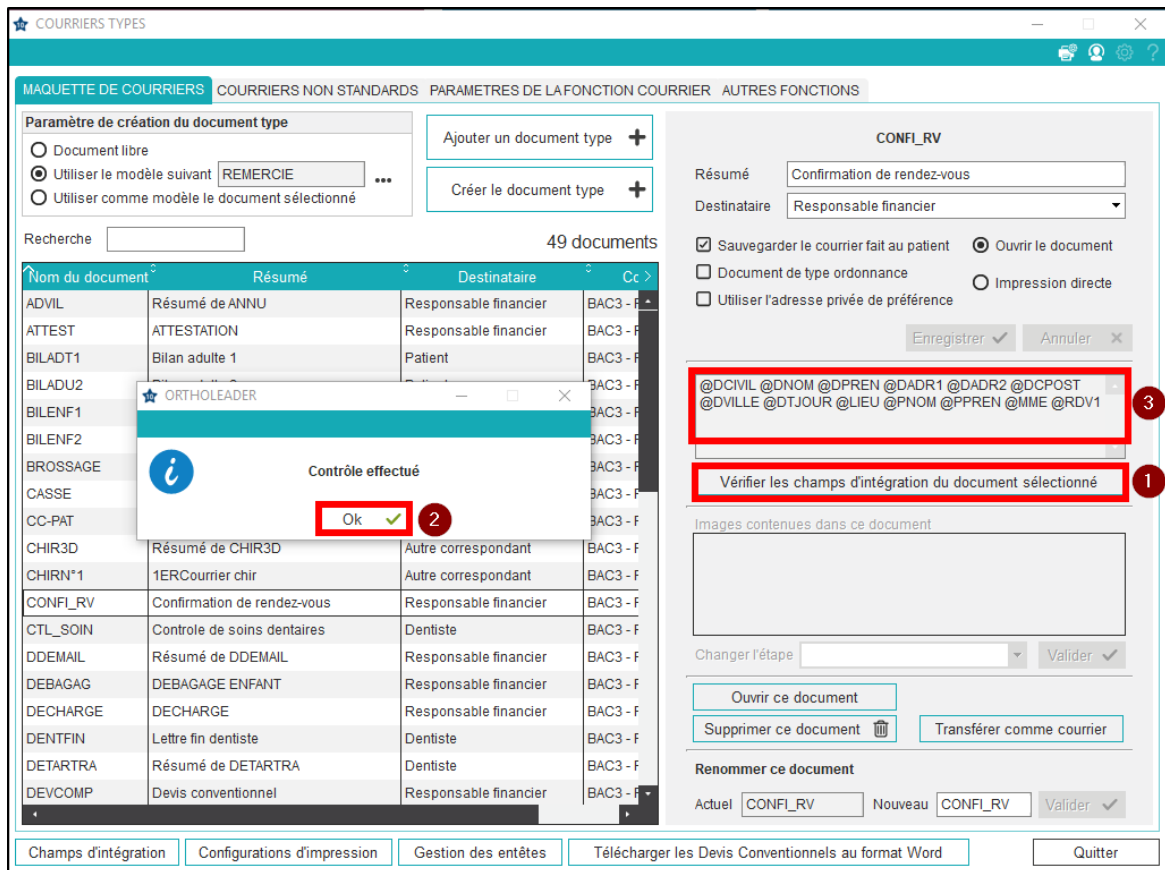 COURRIERS TYPES
MAQUETTE DE COURRIERS COURRIERS NON STANDARDS PARAMETRES DE LA FONCTION COURRIER AUTRES FONCTIONS
Paramètre de création du document type
Document libre
Utiliser le modèle suivant REMERCIE ...
Utiliser comme modèle le document sélectionné
Ajouter un document type
Créer le document type
Recherche
49 documents
Nom du document Résumé Destinataire
ADVIL Résumé de ANNU Responsable financier BAC3 - F
ATTEST ATTESTATION Responsable financier BAC3 - F
BILADT1 Bilan adulte 1 Patient BAC3 - F
BILADU2 BAC3 - F
BILENF1 BAC3 - F
BILENF2 BAC3 - F
BROSSAGE BAC3 - F
CASSE BAC3 - F
CC-PAT BAC3 - F
CHIR3D Résumé de CHIR3D Autre correspondant BAC3 - F
CHIRN°1 1ERCourrier chir Autre correspondant BAC3 - F
CONFI_RV Confirmation de rendez-vous Responsable financier BAC3 - F
CTL_SOIN Controle de soins dentaires Dentiste BAC3 - F
DDEMAIL Résumé de DDEMAIL Responsable financier BAC3 - F
DEBAGAG DEBAGAGE ENFANT Responsable financier BAC3 - F
DECHARGE DECHARGE Responsable financier BAC3 - F
DENTFIN Lettre fin dentiste Dentiste BAC3 - F
DETARTRA Résumé de DETARTRA Dentiste BAC3 - F
DEVCOMP Devis conventionnel Responsable financier BAC3 - F
ORTHOLEADER
Contrôle effectué
Ok
2
CONFI_RV
Résumé Confirmation de rendez-vous
Destinataire Responsable financier
Sauvegarder le courrier fait au patient Ouvrir le document
Document de type ordonnance
Impression directe
Utiliser l'adresse privée de préférence
Enregistrer Annuler
@DCIVIL @DNOM @DPREN @DADR1 @DADR2 @DCPOST
@DVILLE @DTJOUR @LIEU @PNOM @PPREN @MME @RDV1
3
Vérifier les champs d'intégration du document sélectionné
1
Images contenues dans ce document
Changer l'étape Valider
Ouvrir ce document
Supprimer ce document Transférer comme courrier
Renommer ce document
Actuel CONFI_RV Nouveau CONFI_RV Valider
Champs d'intégration Configurations d'impression Gestion des entêtes Télécharger les Devis Conventionnels au format Word Quitter